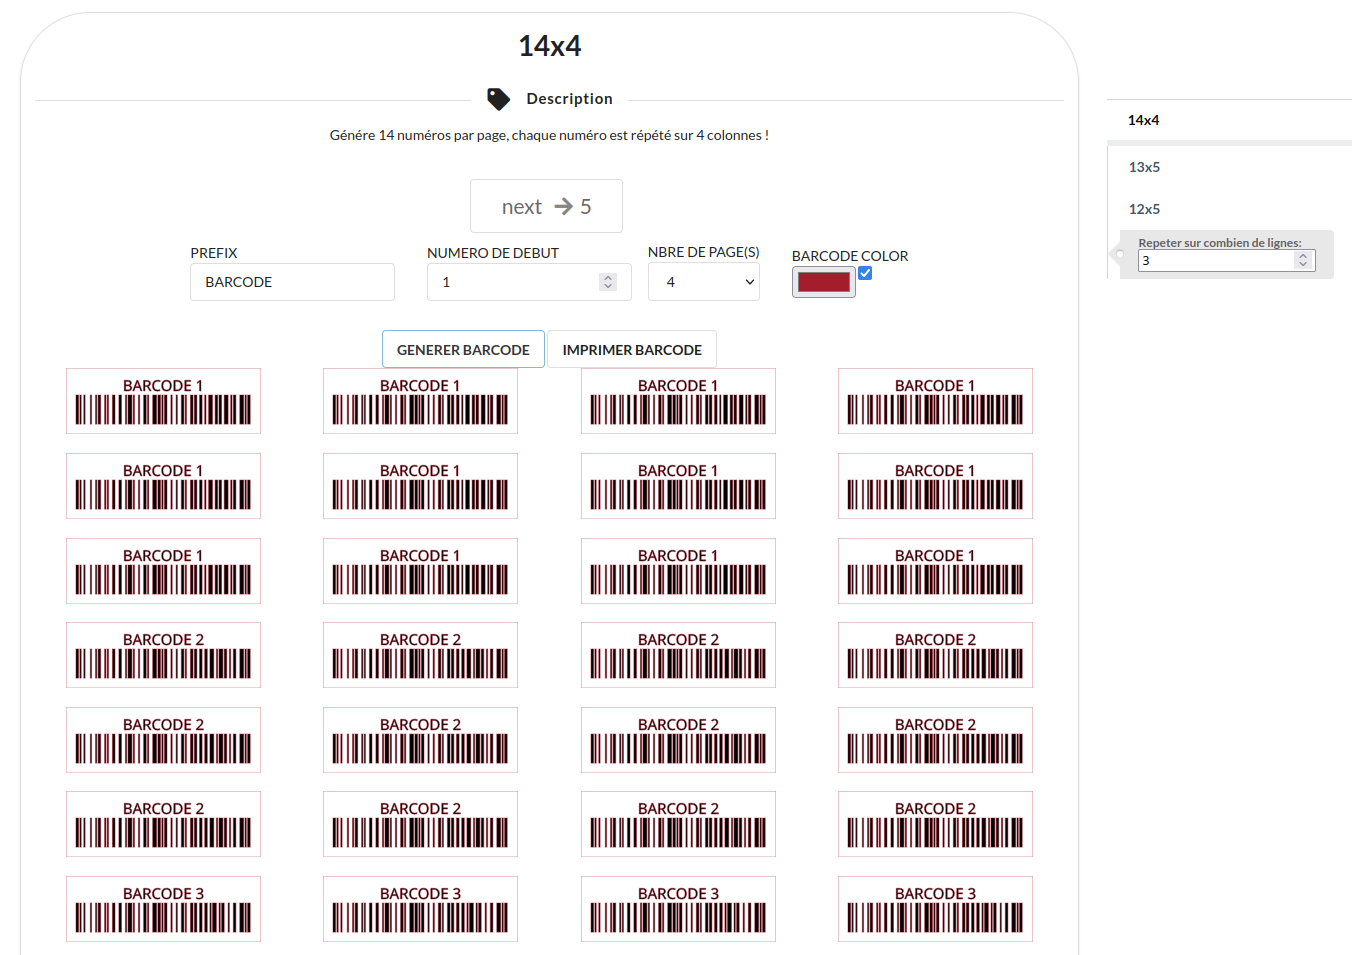 14x4
Description
Génére 14 numéros par page, chaque numéro est répété sur 4 colonnes !
next → 5
PREFIX NUMERO DE DEBUT NBRE DE PAGE(S) BARCODE COLOR
BARCODE 1 4
GENERER BARCODE IMPRIMER BARCODE
BARCODE 1 BARCODE 1 BARCODE 1 BARCODE 1
BARCODE 1 BARCODE 1 BARCODE 1 BARCODE 1
BARCODE 1 BARCODE 1 BARCODE 1 BARCODE 1
BARCODE 2 BARCODE 2 BARCODE 2 BARCODE 2
BARCODE 2 BARCODE 2 BARCODE 2 BARCODE 2
BARCODE 2 BARCODE 2 BARCODE 2 BARCODE 2
BARCODE 3 BARCODE 3 BARCODE 3 BARCODE 3
14x4
13x5
12x5
Repeter sur combien de lignes:
3